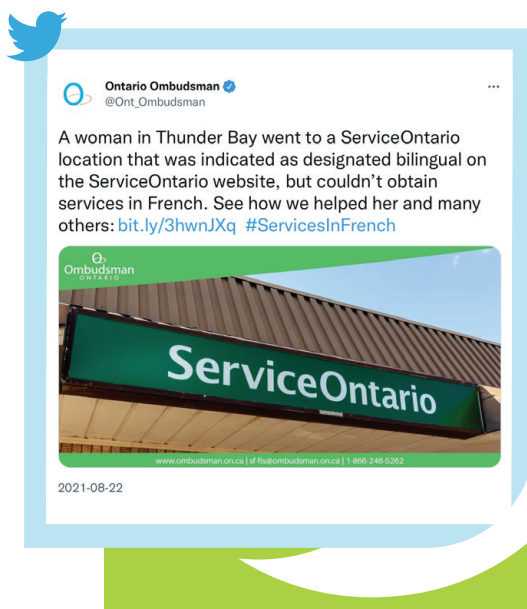 Ontario Ombudsman
@Ont_Ombudsman
A woman in Thunder Bay went to a ServiceOntario
location that was indicated as designated bilingual on
the ServiceOntario website, but couldn't obtain
services in French. See how we helped her and many
others: bit.ly/3hwnJXq #ServicesInFrench
Ombudsman
ONTARIO
ServiceOntario
www.ombudsman.on.ca | sf-fls@ombudsman.on.ca | 1-866-246-5262
2021-08-22